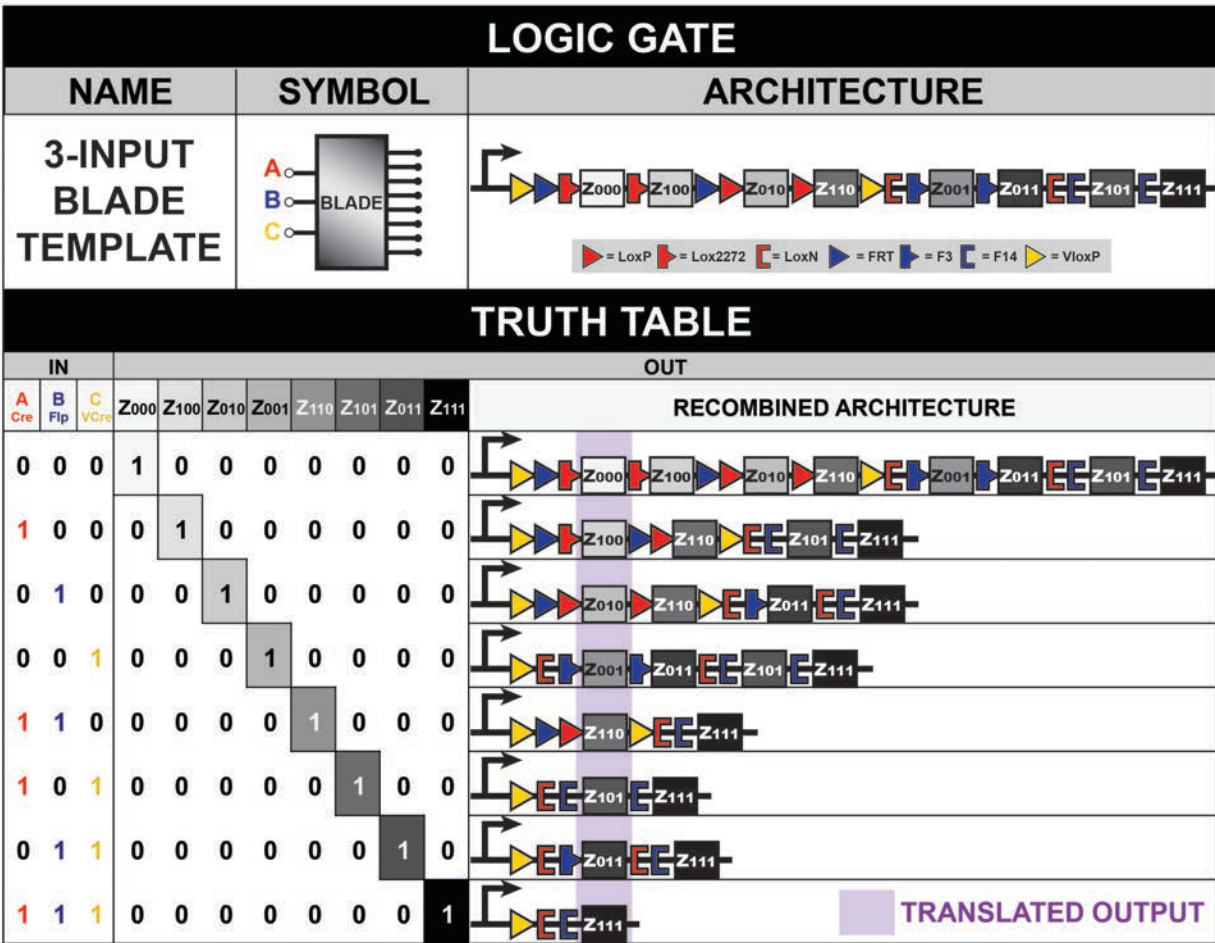 LOGIC GATE
NAME SYMBOL ARCHITECTURE
3-INPUT
BLADE
TEMPLATE
A
B
C
BLADE
Z000 Z100 Z010 Z110 Z001 Z011 Z101 Z111
= LoxP = Lox2272 = LoxN = FRT = F3 = F14 = VloxP
TRUTH TABLE
IN OUT
A B C Z000 Z100 Z010 Z001 Z110 Z101 Z011 Z111 RECOMBINED ARCHITECTURE
Cre Flp VCre
0 0 0 1 0 0 0 0 0 0 0 Z000 Z100 Z010 Z110 Z001 Z011 Z101 Z111
1 0 0 0 1 0 0 0 0 0 0 Z100 Z110 Z101 Z111
0 1 0 0 0 1 0 0 0 0 0 Z010 Z110 Z011 Z111
0 0 1 0 0 0 1 0 0 0 0 Z001 Z011 Z101 Z111
1 1 0 0 0 0 0 1 0 0 0 Z110 Z111
1 0 1 0 0 0 0 0 1 0 0 Z101 Z111
0 1 1 0 0 0 0 0 0 1 0 Z011 Z111
1 1 1 0 0 0 0 0 0 0 1 Z111
TRANSLATED OUTPUT